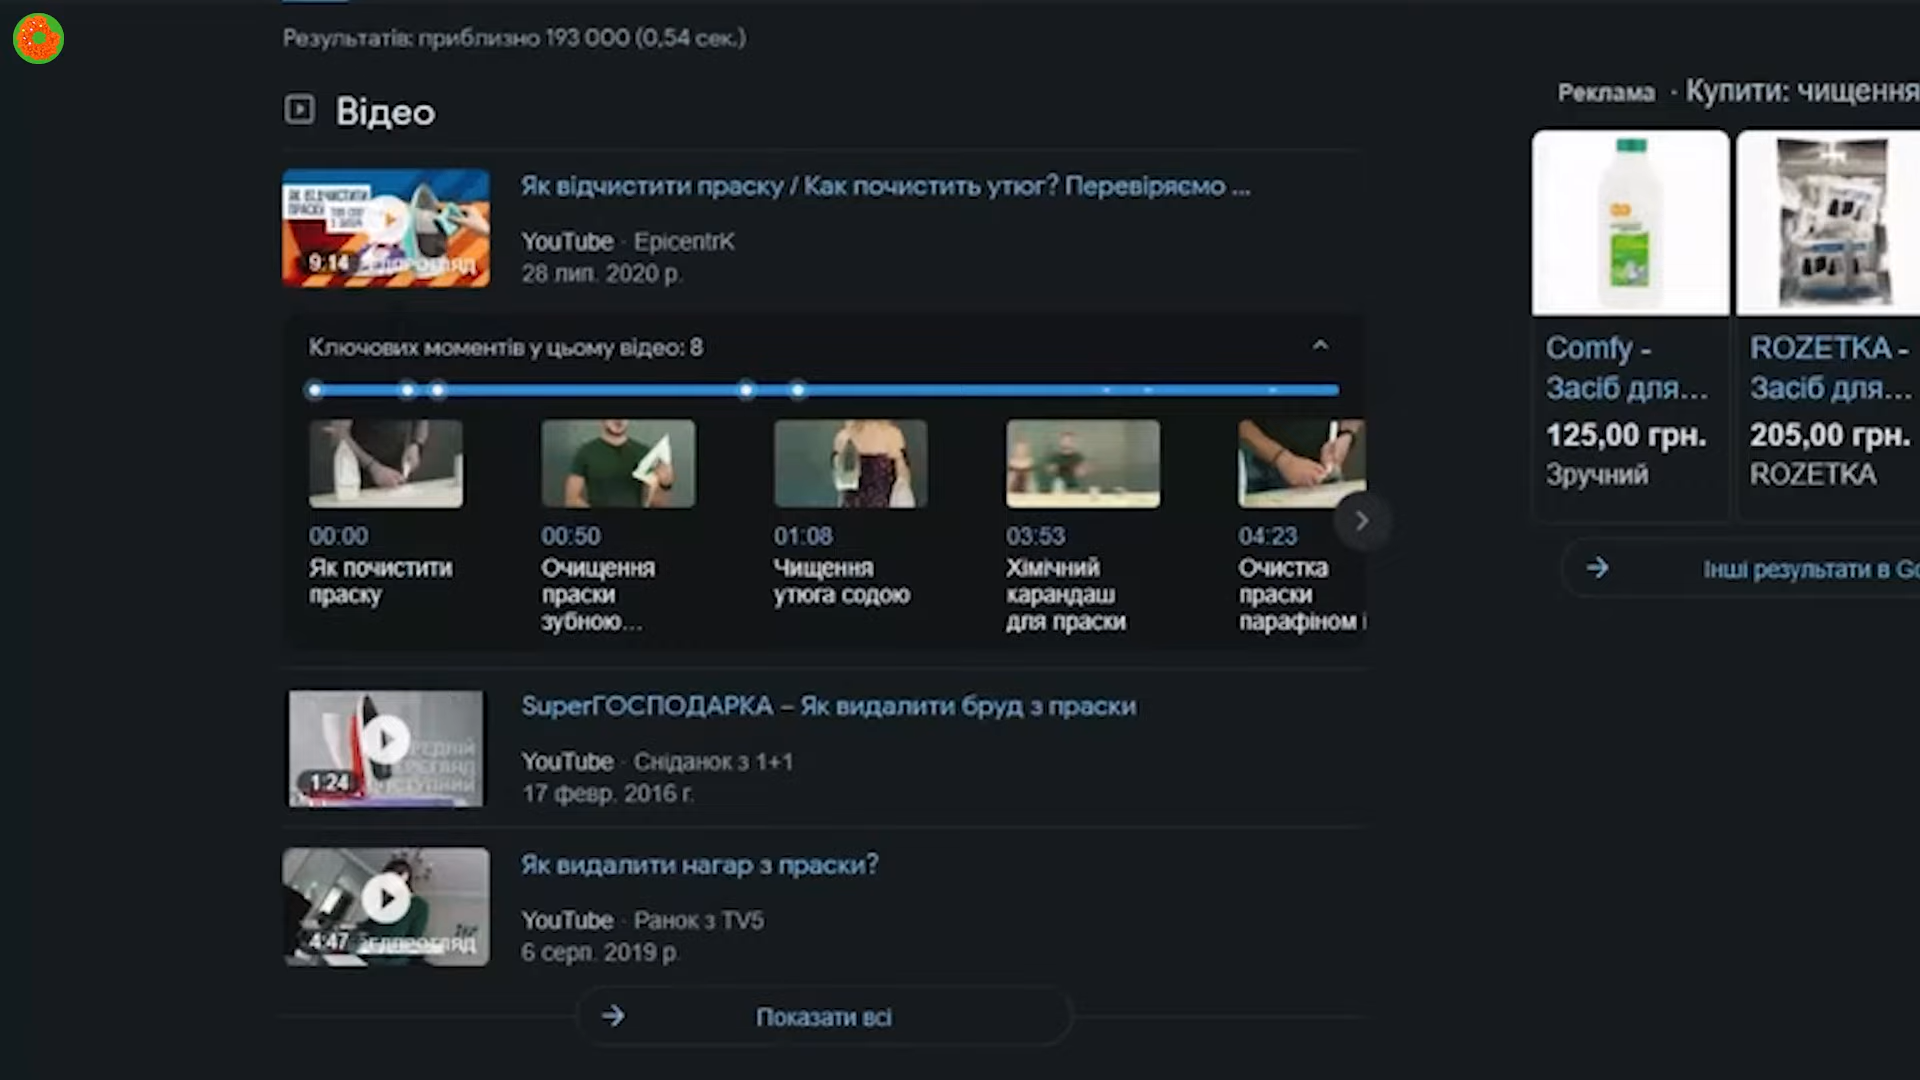 Результатів: приблизно 193 000 (0,54 сек.)
Відео
Як відчистити праску / Как почистить утюг? Перевіряємо ...
YouTube · EpicentrK
28 лип. 2020 р.
ЯК ВІДЧИСТИТИ
ПРАСКУ
9:14
Ключових моментів у цьому відео: 8
00:00
Як почистити
праску
00:50
Очищення
праски
зубною...
01:08
Чищення
утюга содою
03:53
Хімічний
карандаш
для праски
04:23
Очистка
праски
парафіном і
SuperГОСПОДАРКА – Як видалити бруд з праски
YouTube · Сніданок з 1+1
17 февр. 2016 г.
1:24
Як видалити нагар з праски?
YouTube · Ранок з TV5
6 серп. 2019 р
4:47
Показати всі
Реклама · Купити: чищення
Comfy -
Засіб для...
125,00 грн.
Зручний
ROZETKA -
Засіб для...
205,00 грн.
ROZETKA
Інші результати в Go